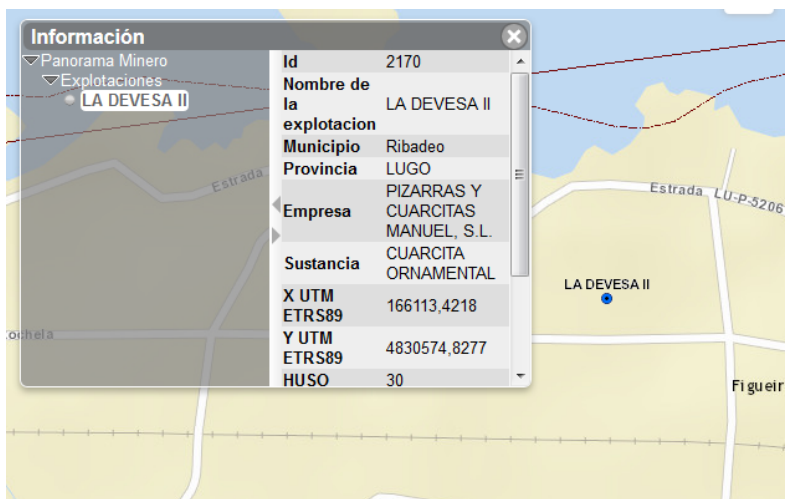 Información
Panorama Minero
Explotaciones
LA DEVESA II
Id 2170
Nombre de
la
explotacion
LA DEVESA II
Municipio Ribadeo
Provincia LUGO
Empresa
PIZARRAS Y
CUARCITAS
MANUEL, S.L.
Sustancia
CUARCITA
ORNAMENTAL
X UTM
ETRS89
166113,4218
Y UTM
ETRS89
4830574,8277
HUSO 30
Estrada
ochela
Estrada LU-P-5206
LA DEVESA II
Figueir